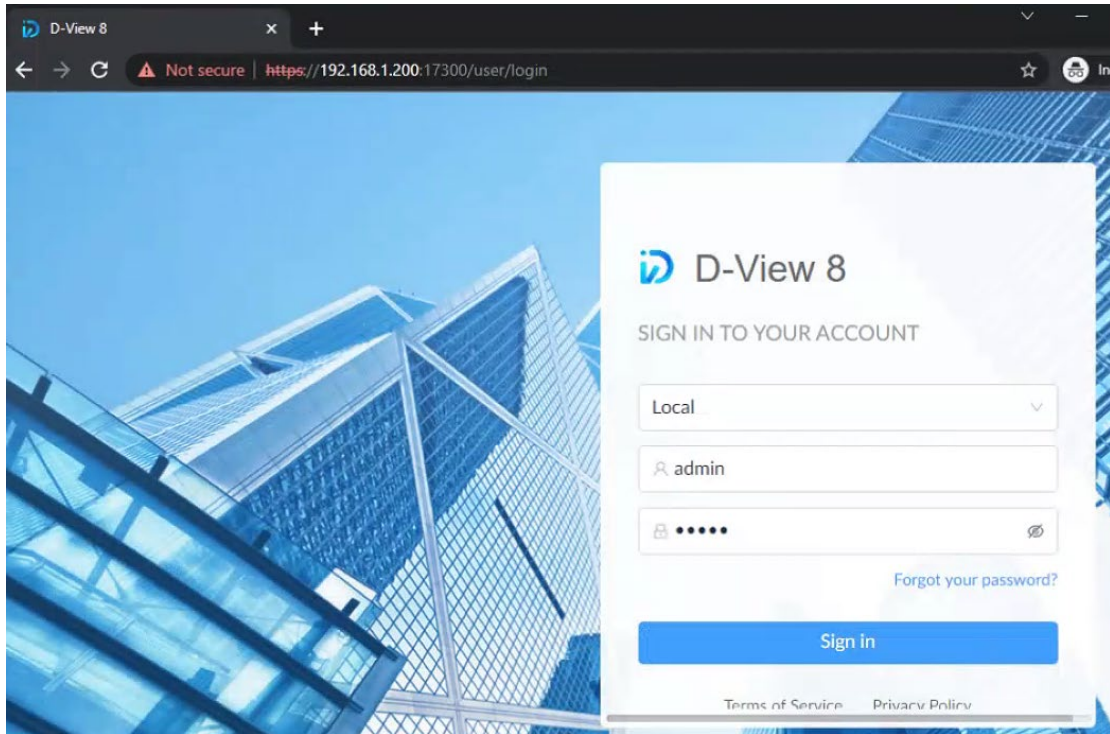 D-View 8
Not secure | https://192.168.1.200:17300/user/login
In
D-View 8
SIGN IN TO YOUR ACCOUNT
Local
admin
•••••
Forgot your password?
Sign in
Terms of Service Privacy Policy